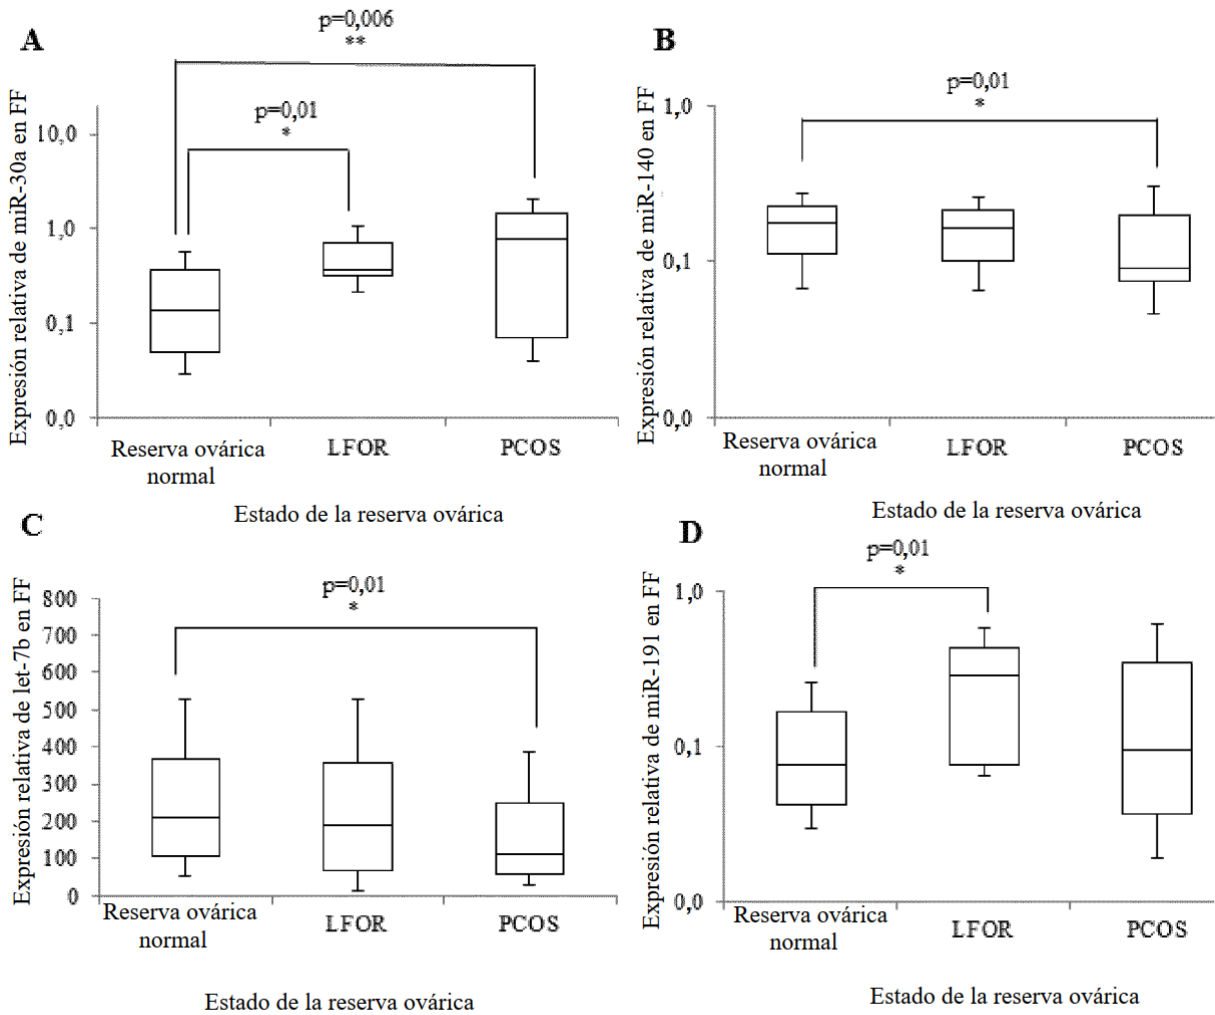 A
p=0,006
**
p=0,01
*
Expresión relativa de miR-30a en FF
10,0
1,0
0,1
0,0
Reserva ovárica
normal
LFOR
PCOS
Estado de la reserva ovárica
B
p=0,01
*
Expresión relativa de miR-140 en FF
1,0
0,1
0,0
Reserva ovárica
normal
LFOR
PCOS
Estado de la reserva ovárica
C
p=0,01
*
Expresión relativa de let-7b en FF
800
700
600
500
400
300
200
100
0
Reserva ovárica
normal
LFOR
PCOS
Estado de la reserva ovárica
D
p=0,01
*
Expresión relativa de miR-191 en FF
1,0
0,1
0,0
Reserva ovárica
normal
LFOR
PCOS
Estado de la reserva ovárica